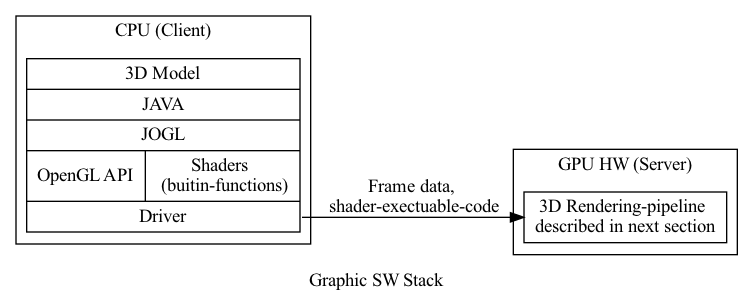 CPU (Client)
3D Model
JAVA
JOGL
OpenGL API
Shaders
(buitin-functions)
Driver
Frame data,
shader-exectuable-code
GPU HW (Server)
3D Rendering-pipeline
described in next section
Graphic SW Stack